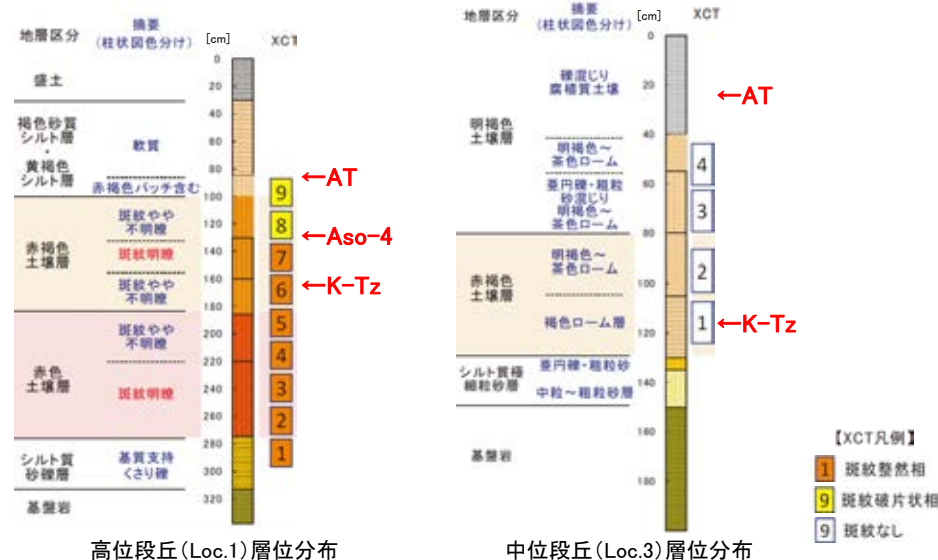 地層区分
摘要
(柱状図色分け)
[cm]
XCT
盛土
褐色砂質
シルト層
・
黄褐色
シルト層
軟質
赤褐色パッチ含む
赤褐色
土壌層
斑紋やや
不明瞭
斑紋明瞭
斑紋やや
不明瞭
赤色
土壌層
斑紋やや
不明瞭
斑紋明瞭
シルト質
砂礫層
基質支持
くさり礫
基盤岩
0
20
40
60
80
100
120
140
160
180
200
220
240
260
280
300
320
9
8
7
6
5
4
3
2
1
←AT
←Aso-4
←K-Tz
高位段丘(Loc.1)層位分布
地層区分
摘要
(柱状図色分け)
[cm]
XCT
明褐色
土壌層
礫混じり
腐植質土壌
明褐色～
茶色ローム
亜円礫・粗粒
砂混じり
明褐色～
茶色ローム
赤褐色
土壌層
明褐色～
茶色ローム
褐色ローム層
シルト質極
細粒砂層
亜円礫・粗粒砂
中粒～粗粒砂層
基盤岩
0
20
40
60
80
100
120
140
160
180
4
3
2
1
←AT
←K-Tz
中位段丘(Loc.3)層位分布
【XCT凡例】
1 斑紋整然相
9 斑紋破片状相
9 斑紋なし